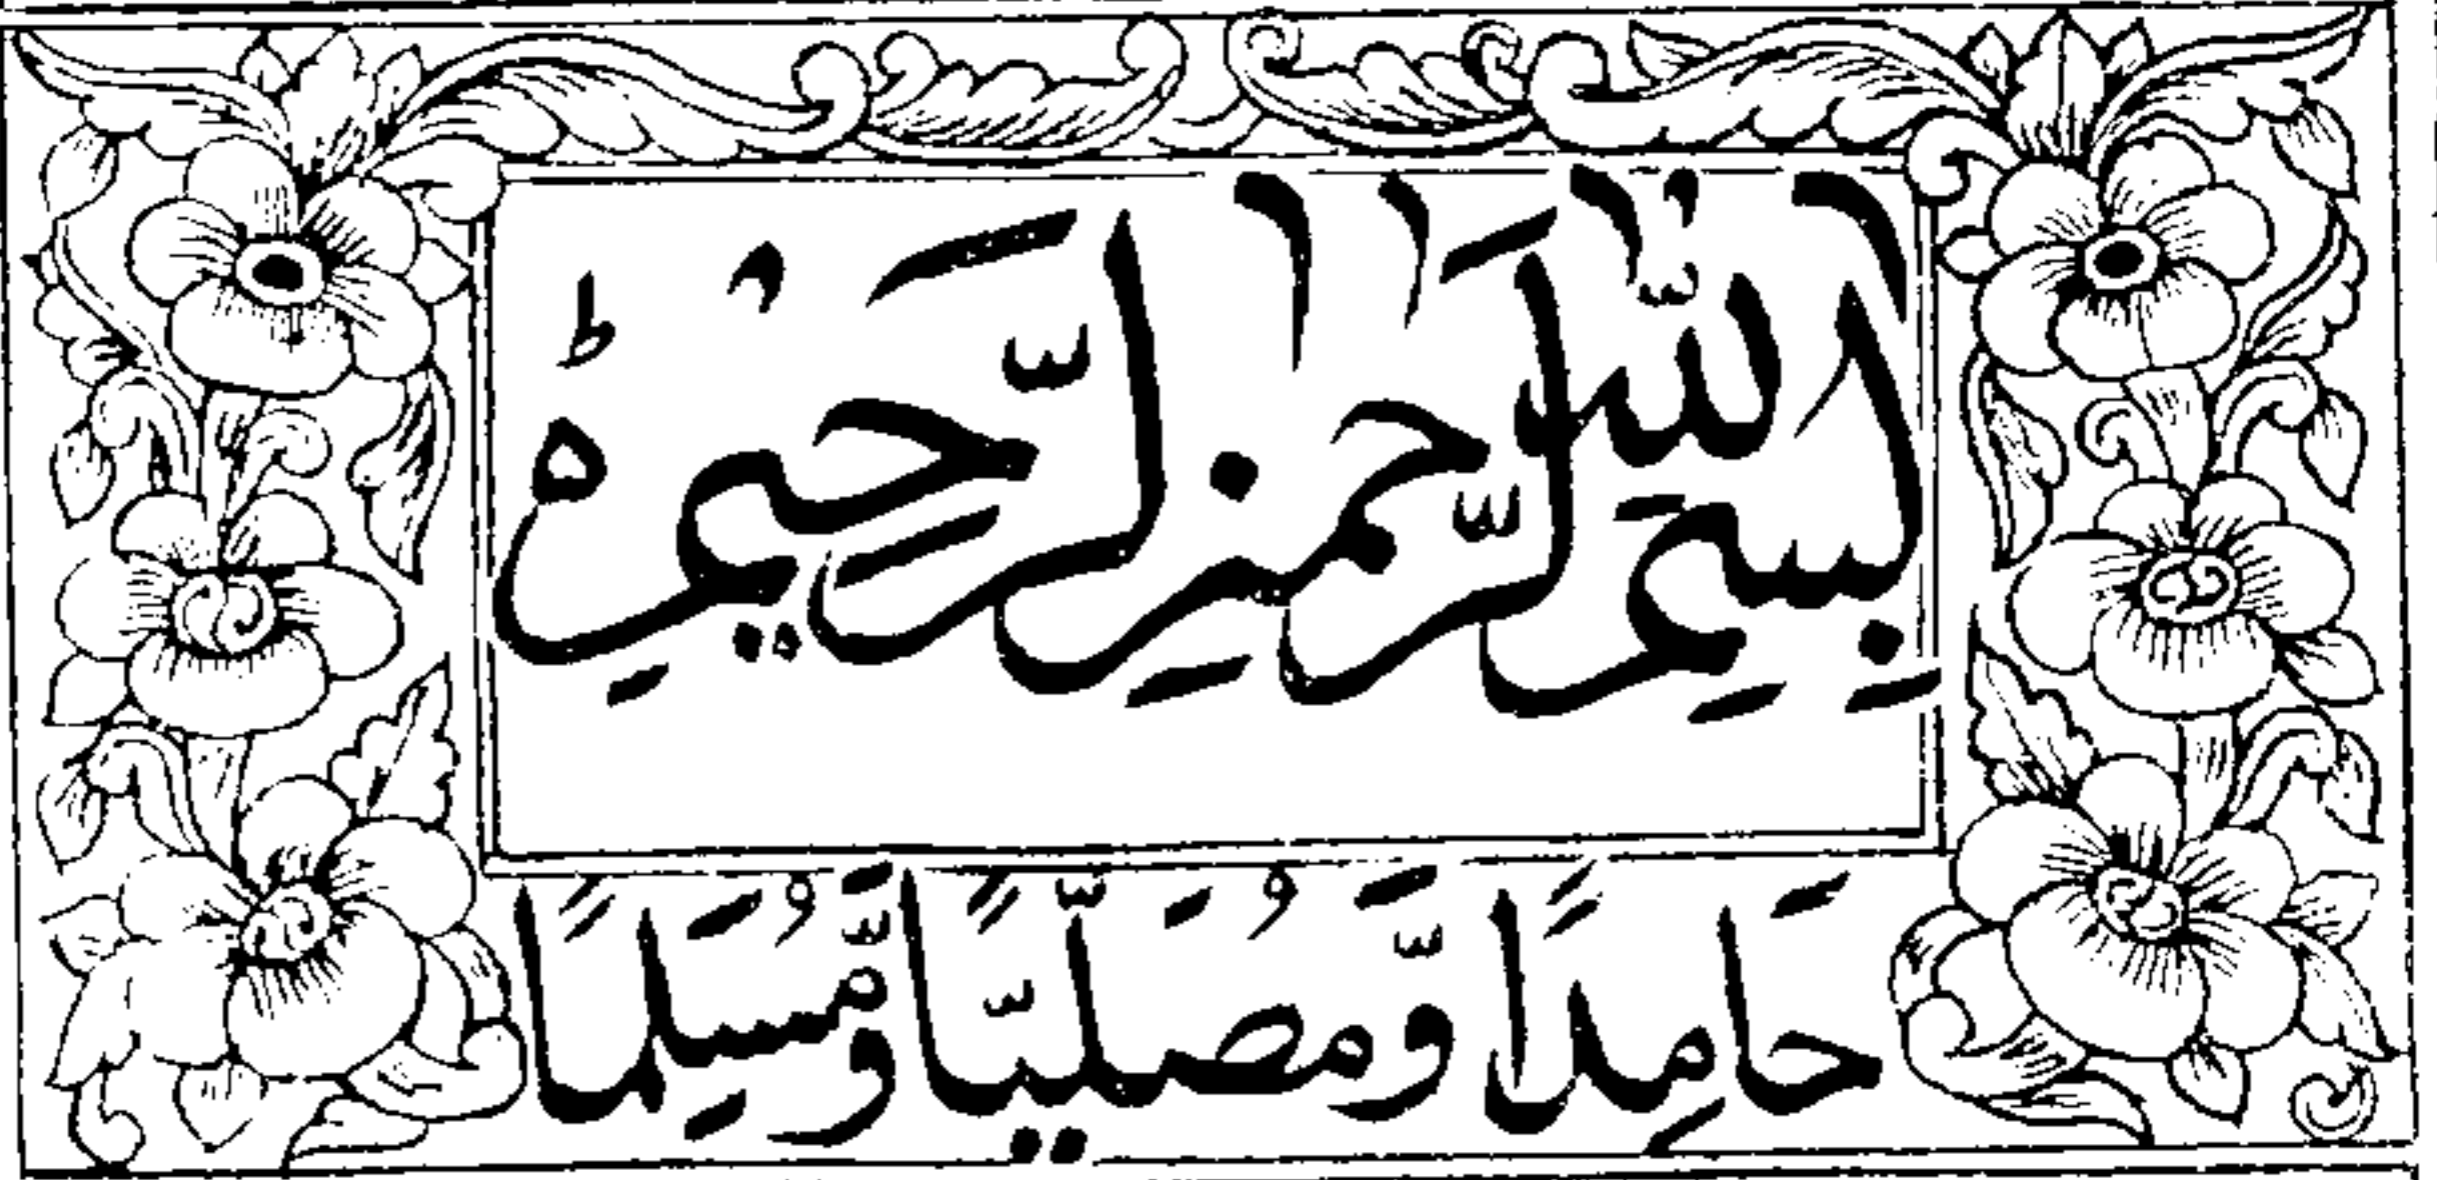 بِسْمِ اللّٰهِ الرَّحْمٰنِ الرَّحِيْمِ ۝ؕ
حَامِدًا وَّمُصَلِّيًّا وَّمُسَلِّمًا